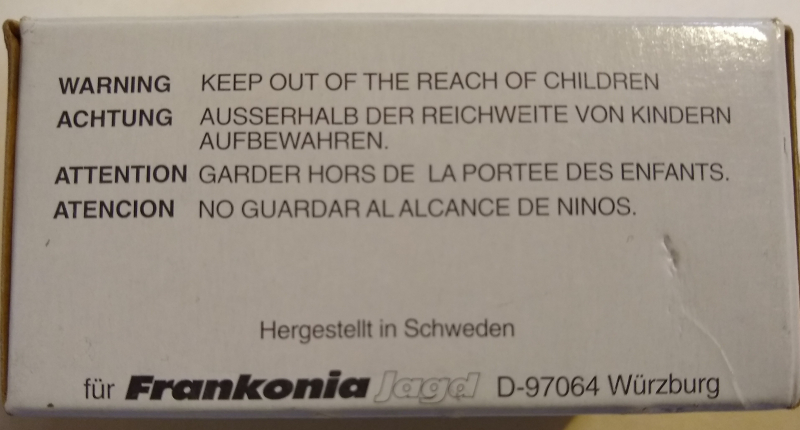 WARNING KEEP OUT OF THE REACH OF CHILDREN
ACHTUNG AUSSERHALB DER REICHWEITE VON KINDERN
AUFBEWAHREN.
ATTENTION GARDER HORS DE LA PORTEE DES ENFANTS.
ATENCION NO GUARDAR AL ALCANCE DE NINOS.
Hergestellt in Schweden
für Frankonia Jagd D-97064 Würzburg